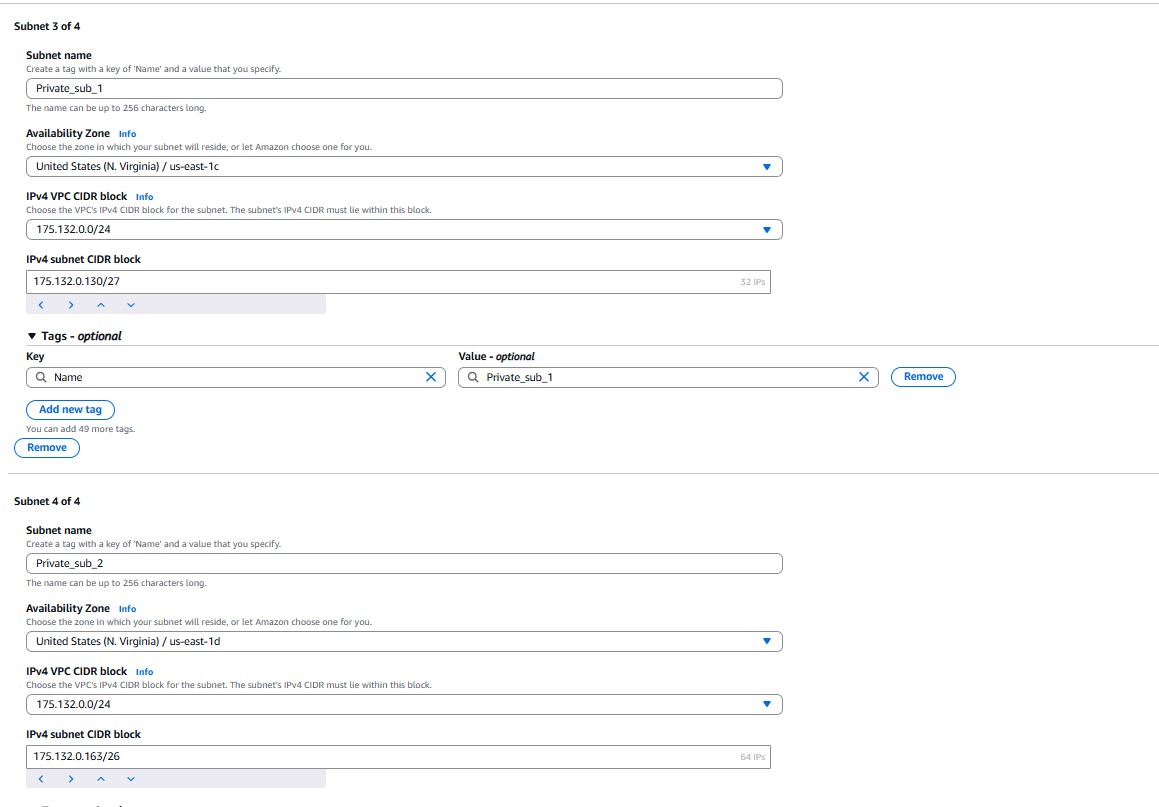 Subnet 3 of 4
Subnet name
Create a tag with a key of 'Name' and a value that you specify.
Private_sub_1
The name can be up to 256 characters long.
Availability Zone Info
Choose the zone in which your subnet will reside, or let Amazon choose one for you.
United States (N. Virginia) / us-east-1c
IPv4 VPC CIDR block Info
Choose the VPC's IPv4 CIDR block for the subnet. The subnet's IPv4 CIDR must lie within this block.
175.132.0.0/24
IPv4 subnet CIDR block
175.132.0.130/27 32 IPs
Tags - optional
Key Value - optional
Name Private_sub_1 Remove
Add new tag
You can add 49 more tags.
Remove
Subnet 4 of 4
Subnet name
Create a tag with a key of 'Name' and a value that you specify.
Private_sub_2
The name can be up to 256 characters long.
Availability Zone Info
Choose the zone in which your subnet will reside, or let Amazon choose one for you.
United States (N. Virginia) / us-east-1d
IPv4 VPC CIDR block Info
Choose the VPC's IPv4 CIDR block for the subnet. The subnet's IPv4 CIDR must lie within this block.
175.132.0.0/24
IPv4 subnet CIDR block
175.132.0.163/26 64 IPs